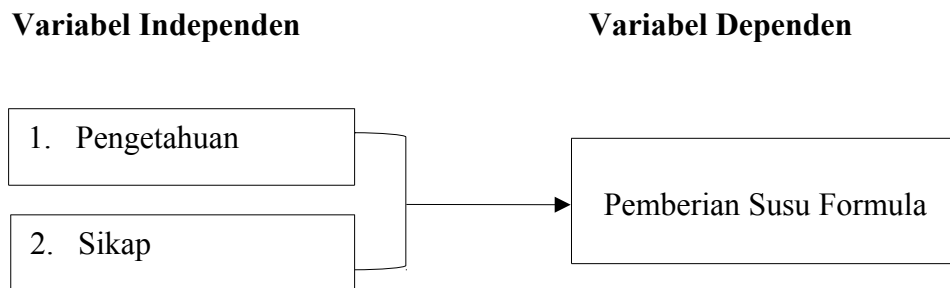 Variabel Independen
Variabel Dependen
1. Pengetahuan
Pemberian Susu Formula
2. Sikap